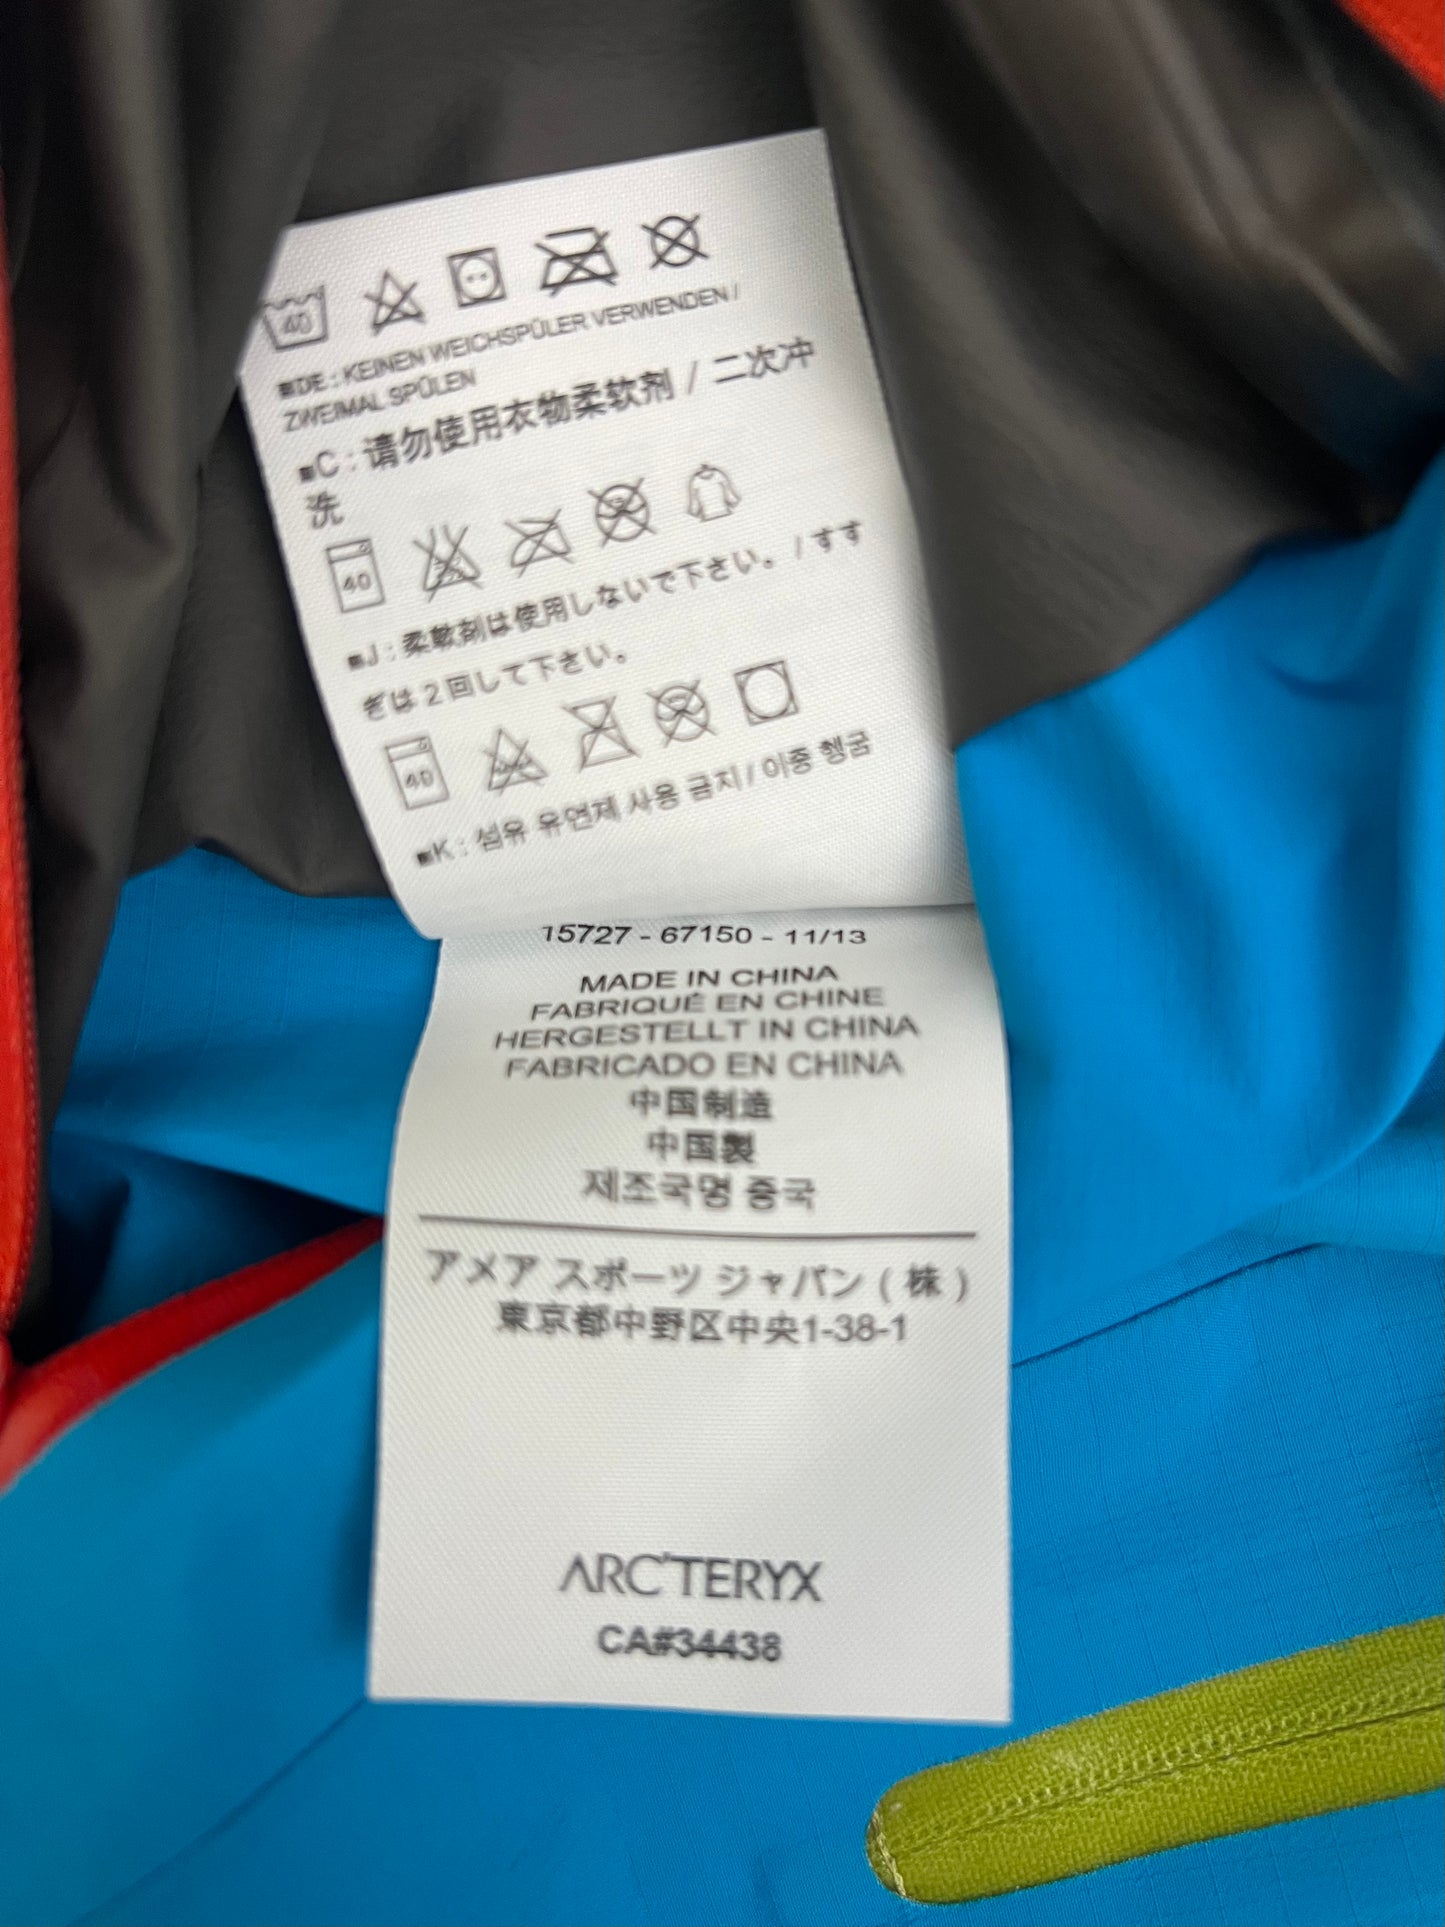 40
■DE : KEINEN WEICHSPÜLER VERWENDEN /
ZWEIMAL SPÜLEN
■C : 请勿使用衣物柔软剂 / 二次冲
洗
40
■J : 柔軟剤は使用しないで下さい。 / すす
ぎは２回して下さい。
40
■K : 섬유 유연제 사용 금지 / 이중 헹굼
15727 - 67150 - 11/13
MADE IN CHINA
FABRIQUÉ EN CHINE
HERGESTELLT IN CHINA
FABRICADO EN CHINA
中国制造
中国製
제조국명 중국
アメア スポーツ ジャパン ( 株 )
東京都中野区中央1-38-1
ARC'TERYX
CA#34438